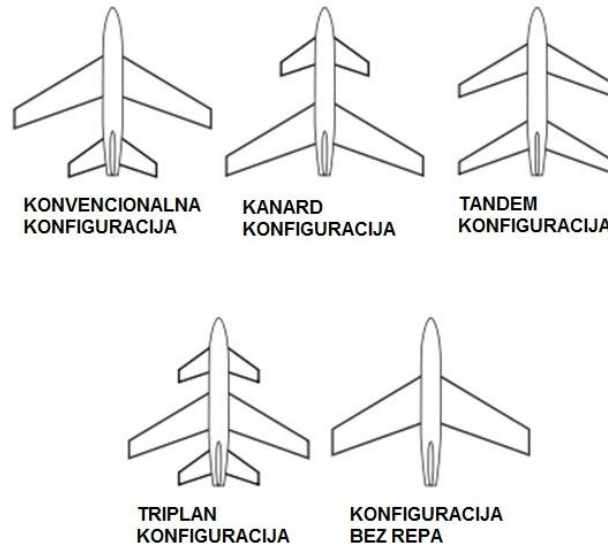 KONVENCIONALNA
KONFIGURACIJA
KANARD
KONFIGURACIJA
TANDEM
KONFIGURACIJA
TRIPLAN
KONFIGURACIJA
KONFIGURACIJA
BEZ REPA